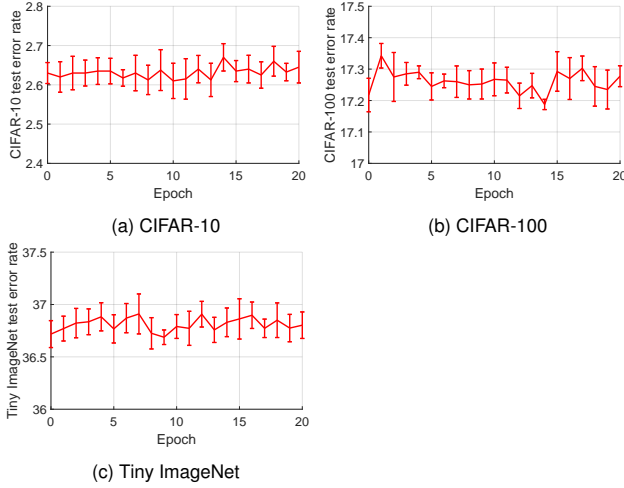 CIFAR-10 test error rate
2.8
2.7
2.6
2.5
2.4
0 5 10 15 20
Epoch
(a) CIFAR-10
CIFAR-100 test error rate
17.4
17.3
17.2
17.1
17
0 5 10 15 20
Epoch
(b) CIFAR-100
Tiny ImageNet test error rate
37.5
37
36.5
36
0 5 10 15 20
Epoch
(c) Tiny ImageNet